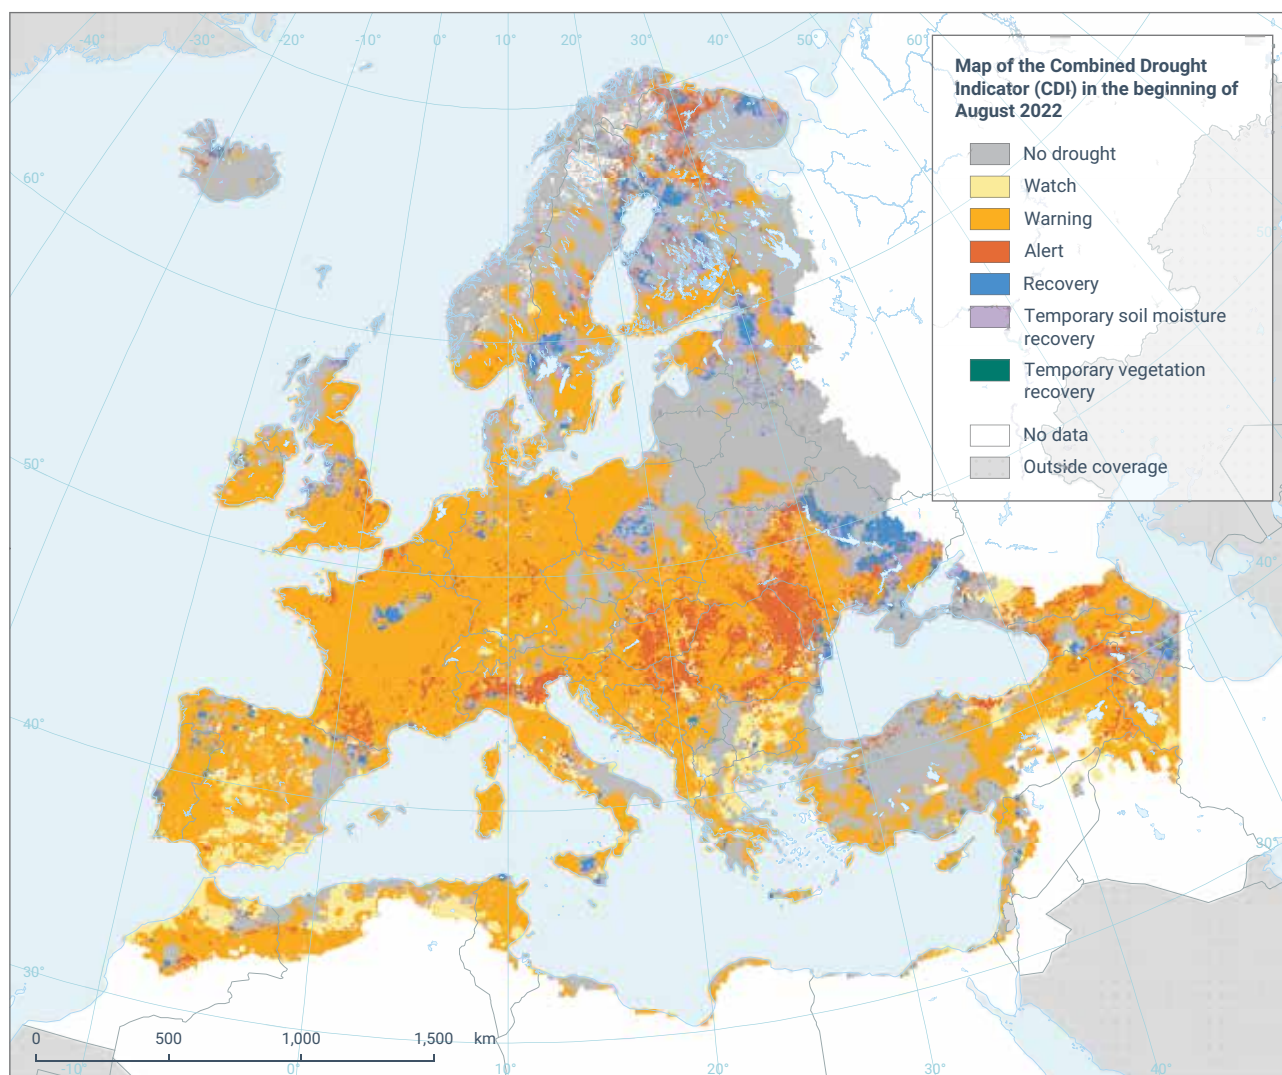 -40°
-30°
-20°
-10°
0°
10°
20°
30°
40°
50°
60°
Map of the Combined Drought
Indicator (CDI) in the beginning of
August 2022
No drought
Watch
Warning
Alert
Recovery
Temporary soil moisture
recovery
Temporary vegetation
recovery
No data
Outside coverage
60°
50°
50°
40°
40°
30°
30°
0
500
1,000
1,500
km
-10°
0°
10°
20°
30°
40°